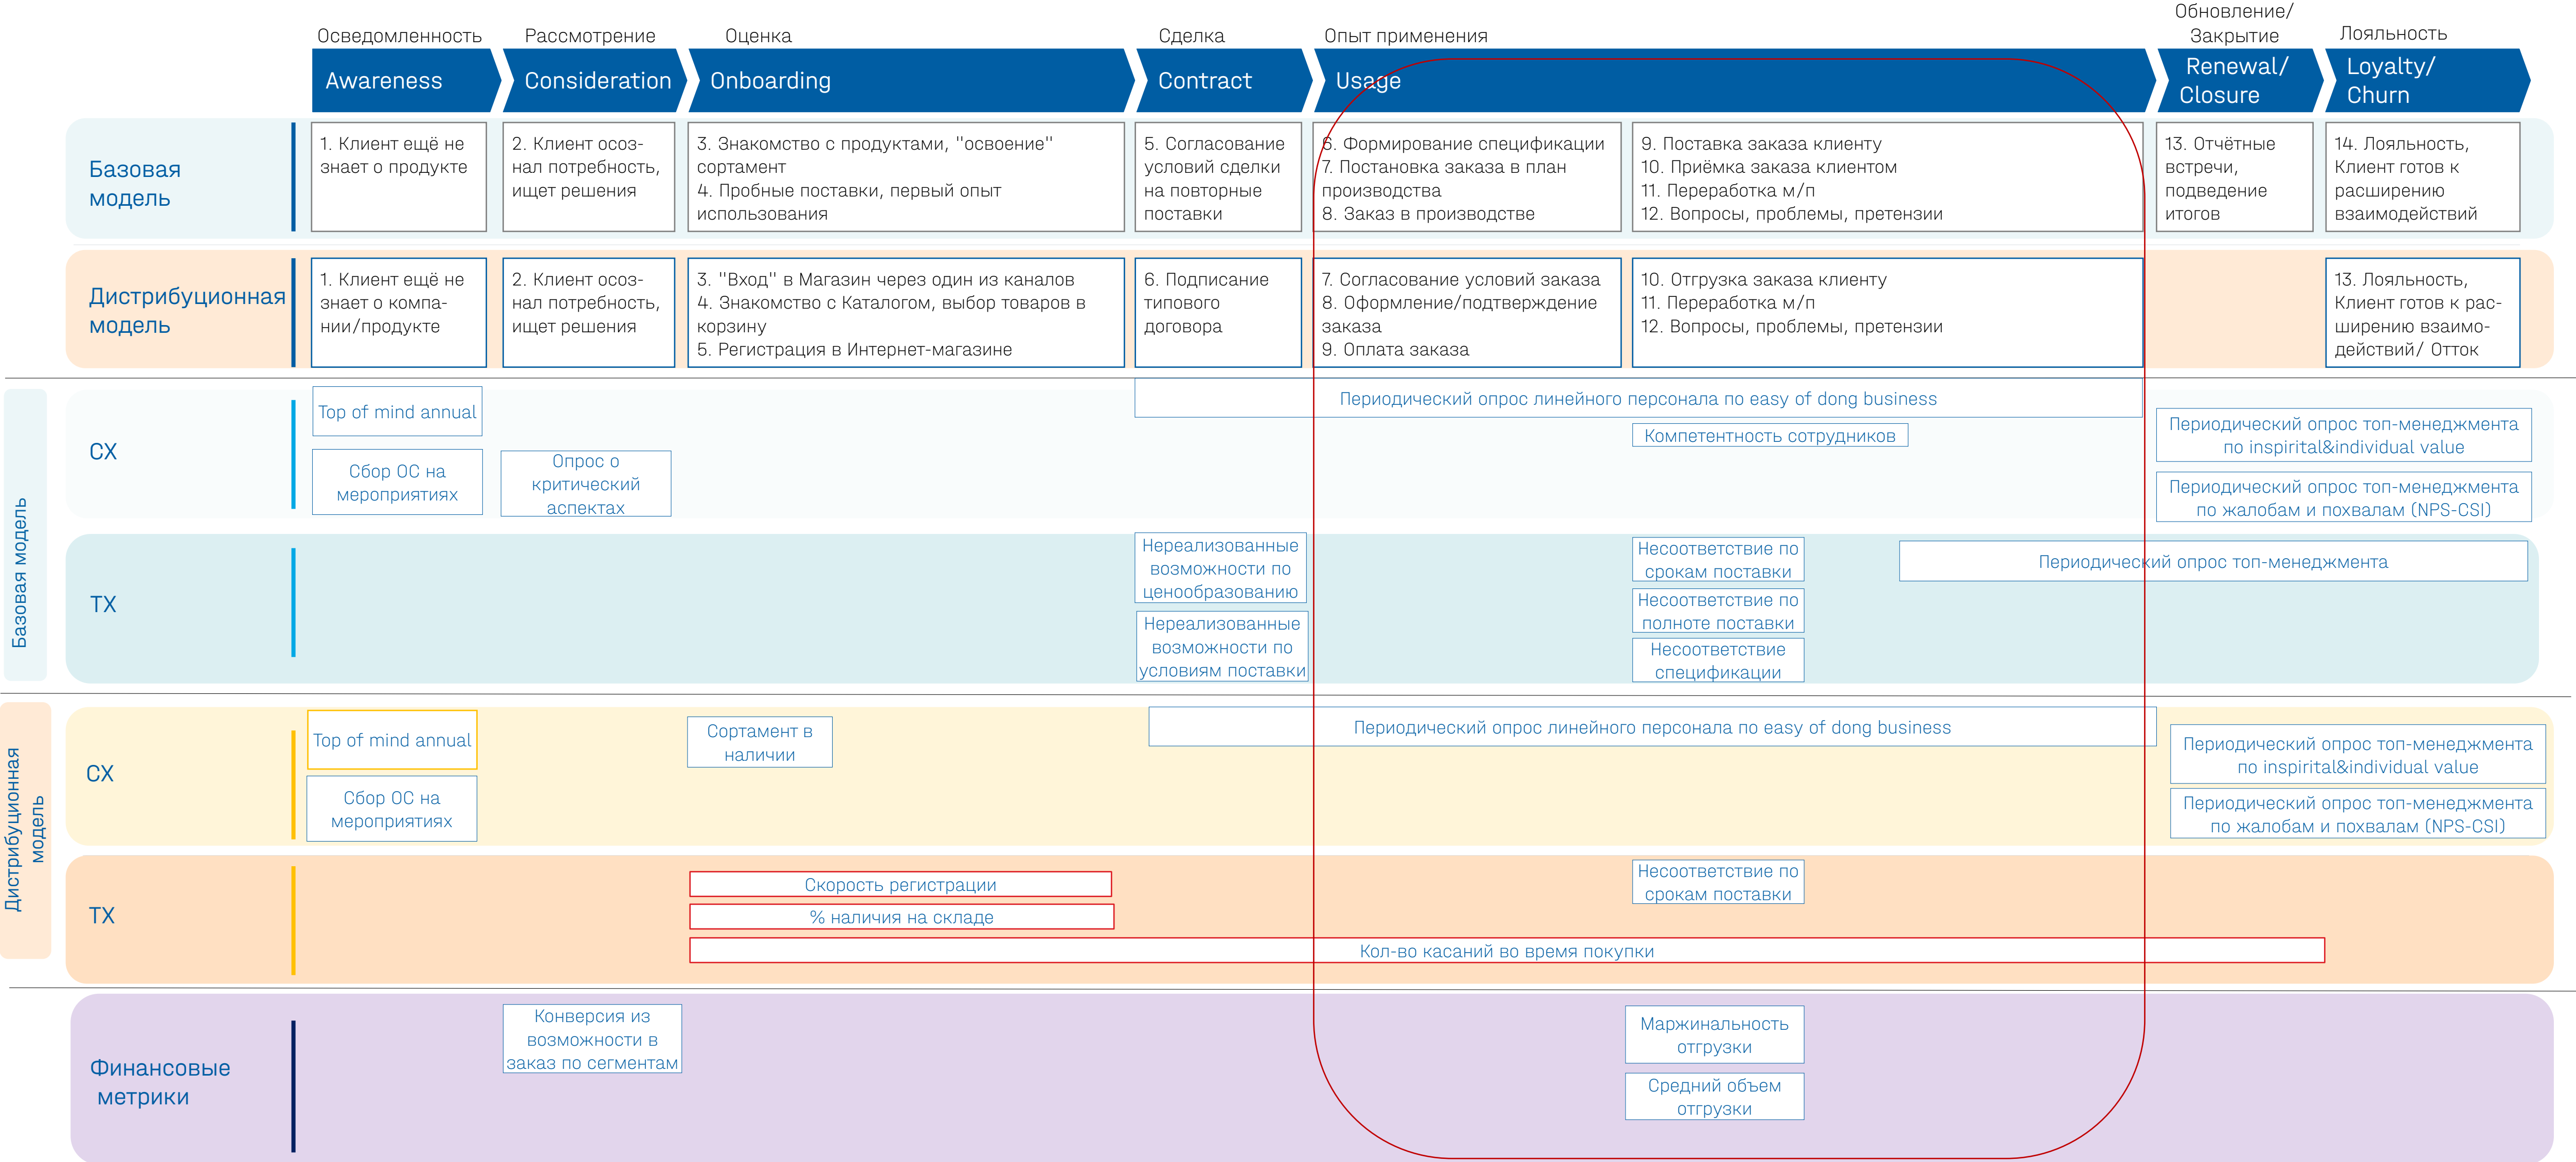 Осведомленность
Рассмотрение
Оценка
Сделка
Опыт применения
Обновление/
Закрытие
Лояльность
Awareness
Consideration
Onboarding
Contract
Usage
Renewal/
Closure
Loyalty/
Churn
Базовая
модель
1. Клиент ещё не
знает о продукте
2. Клиент осоз-
нал потребность,
ищет решения
3. Знакомство с продуктами, "освоение"
сортамент
4. Пробные поставки, первый опыт
использования
5. Согласование
условий сделки
на повторные
поставки
6. Формирование спецификации
7. Постановка заказа в план
производства
8. Заказ в производстве
9. Поставка заказа клиенту
10. Приёмка заказа клиентом
11. Переработка м/п
12. Вопросы, проблемы, претензии
13. Отчётные
встречи,
подведение
итогов
14. Лояльность,
Клиент готов к
расширению
взаимодействий
Дистрибуционная
модель
1. Клиент ещё не
знает о компа-
нии/продукте
2. Клиент осоз-
нал потребность,
ищет решения
3. "Вход" в Магазин через один из каналов
4. Знакомство с Каталогом, выбор товаров в
корзину
5. Регистрация в Интернет-магазине
6. Подписание
типового
договора
7. Согласование условий заказа
8. Оформление/подтверждение
заказа
9. Оплата заказа
10. Отгрузка заказа клиенту
11. Переработка м/п
12. Вопросы, проблемы, претензии
13. Лояльность,
Клиент готов к рас-
ширению взаимо-
действий/ Отток
Базовая модель
CX
Top of mind annual
Сбор ОС на
мероприятиях
Опрос о
критический
аспектах
Периодический опрос линейного персонала по easy of dong business
Компетентность сотрудников
Периодический опрос топ-менеджмента
по inspirital&individual value
Периодический опрос топ-менеджмента
по жалобам и похвалам (NPS-CSI)
TX
Нереализованные
возможности по
ценообразованию
Нереализованные
возможности по
условиям поставки
Несоответствие по
срокам поставки
Несоответствие по
полноте поставки
Несоответствие
спецификации
Периодический опрос топ-менеджмента
Дистрибуционная
модель
CX
Top of mind annual
Сбор ОС на
мероприятиях
Сортамент в
наличии
Периодический опрос линейного персонала по easy of dong business
Периодический опрос топ-менеджмента
по inspirital&individual value
Периодический опрос топ-менеджмента
по жалобам и похвалам (NPS-CSI)
TX
Скорость регистрации
% наличия на складе
Кол-во касаний во время покупки
Несоответствие по
срокам поставки
Финансовые
метрики
Конверсия из
возможности в
заказ по сегментам
Маржинальность
отгрузки
Средний объем
отгрузки